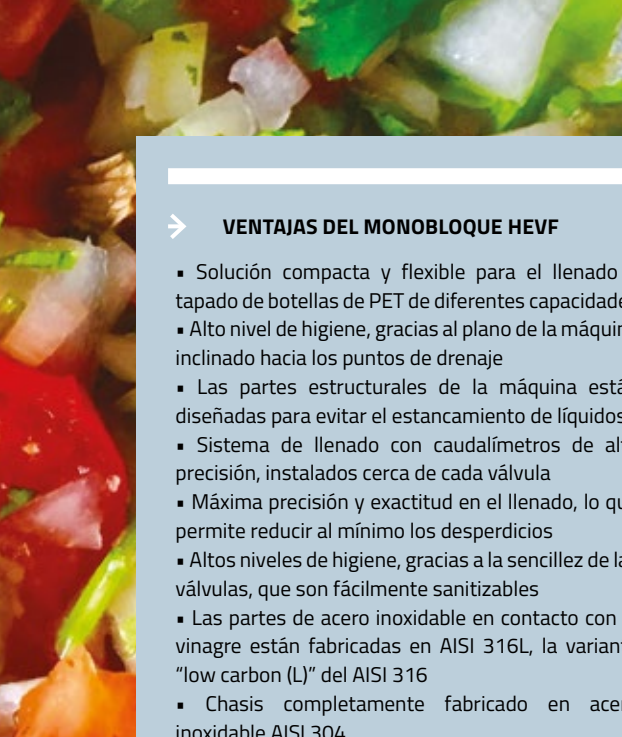 VENTAJAS DEL MONOBLOQUE HEVF
▪ Solución compacta y flexible para el llenado
tapado de botellas de PET de diferentes capacidade
▪ Alto nivel de higiene, gracias al plano de la máquin
inclinado hacia los puntos de drenaje
▪ Las partes estructurales de la máquina está
diseñadas para evitar el estancamiento de líquidos
▪ Sistema de llenado con caudalímetros de alt
precisión, instalados cerca de cada válvula
▪ Máxima precisión y exactitud en el llenado, lo qu
permite reducir al mínimo los desperdicios
▪ Altos niveles de higiene, gracias a la sencillez de la
válvulas, que son fácilmente sanitizables
▪ Las partes de acero inoxidable en contacto con
vinagre están fabricadas en AISI 316L, la variant
“low carbon (L)” del AISI 316
▪ Chasis completamente fabricado en acer
inoxidable AISI 304